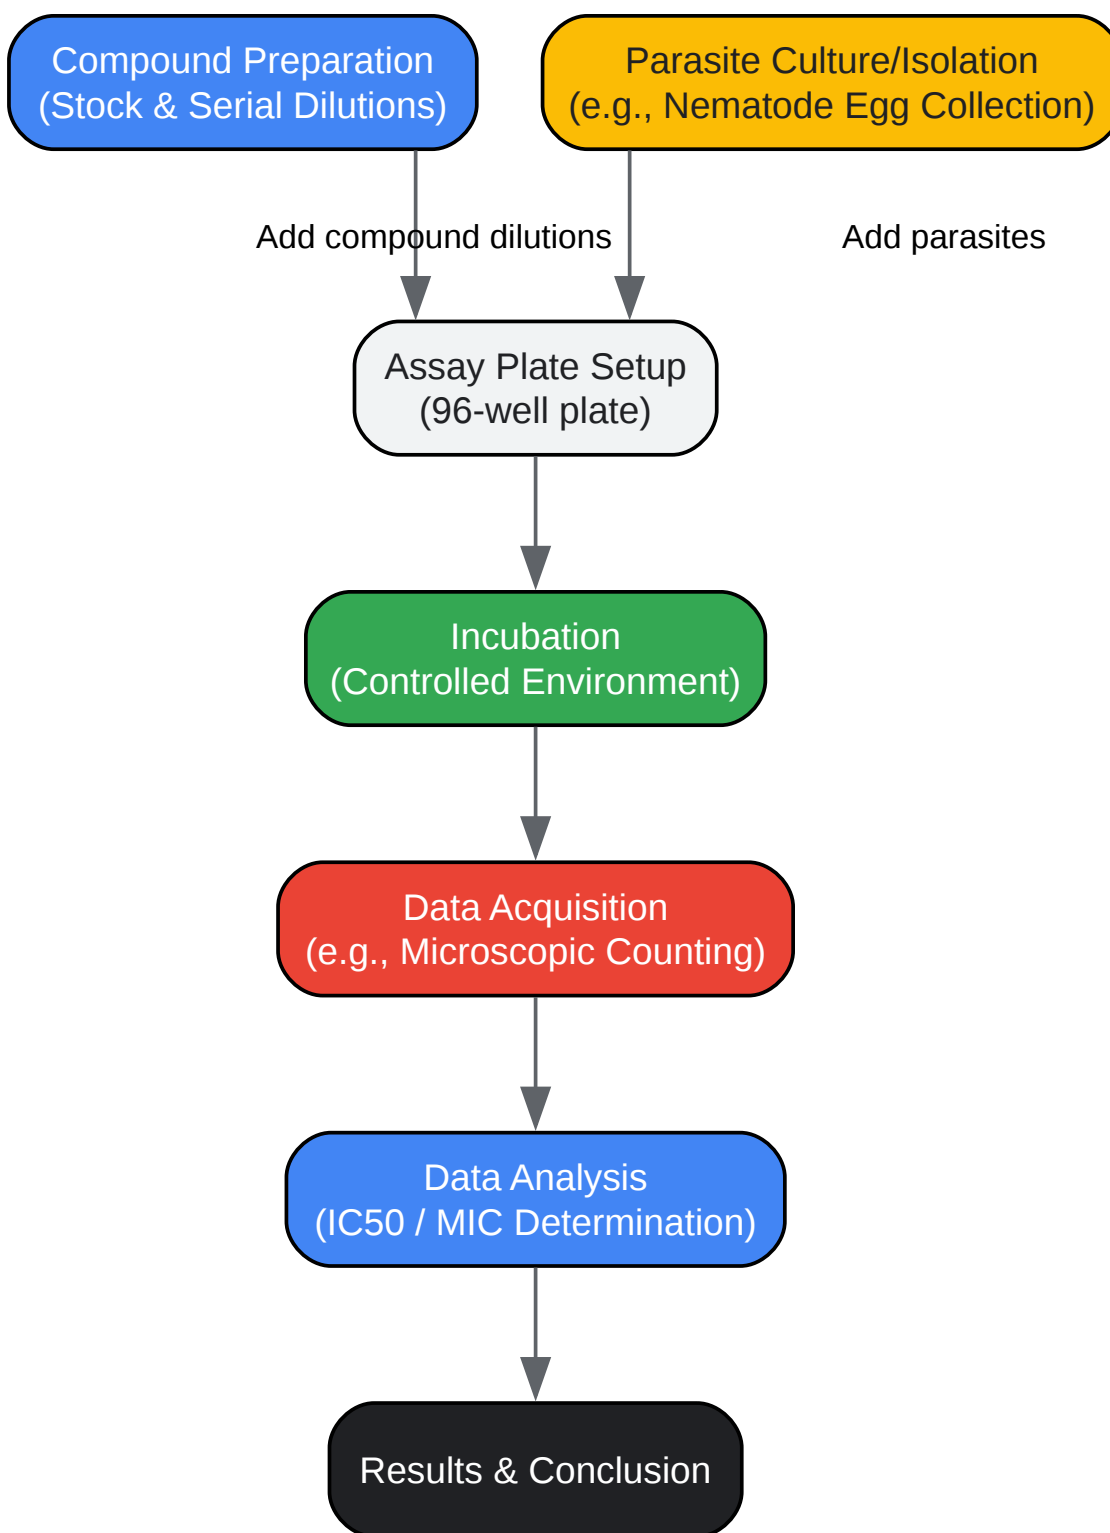 Compound Preparation
(Stock & Serial Dilutions)
Parasite Culture/Isolation
(e.g., Nematode Egg Collection)
Add compound dilutions
Add parasites
Assay Plate Setup
(96-well plate)
Incubation
(Controlled Environment)
Data Acquisition
(e.g., Microscopic Counting)
Data Analysis
(IC50 / MIC Determination)
Results & Conclusion